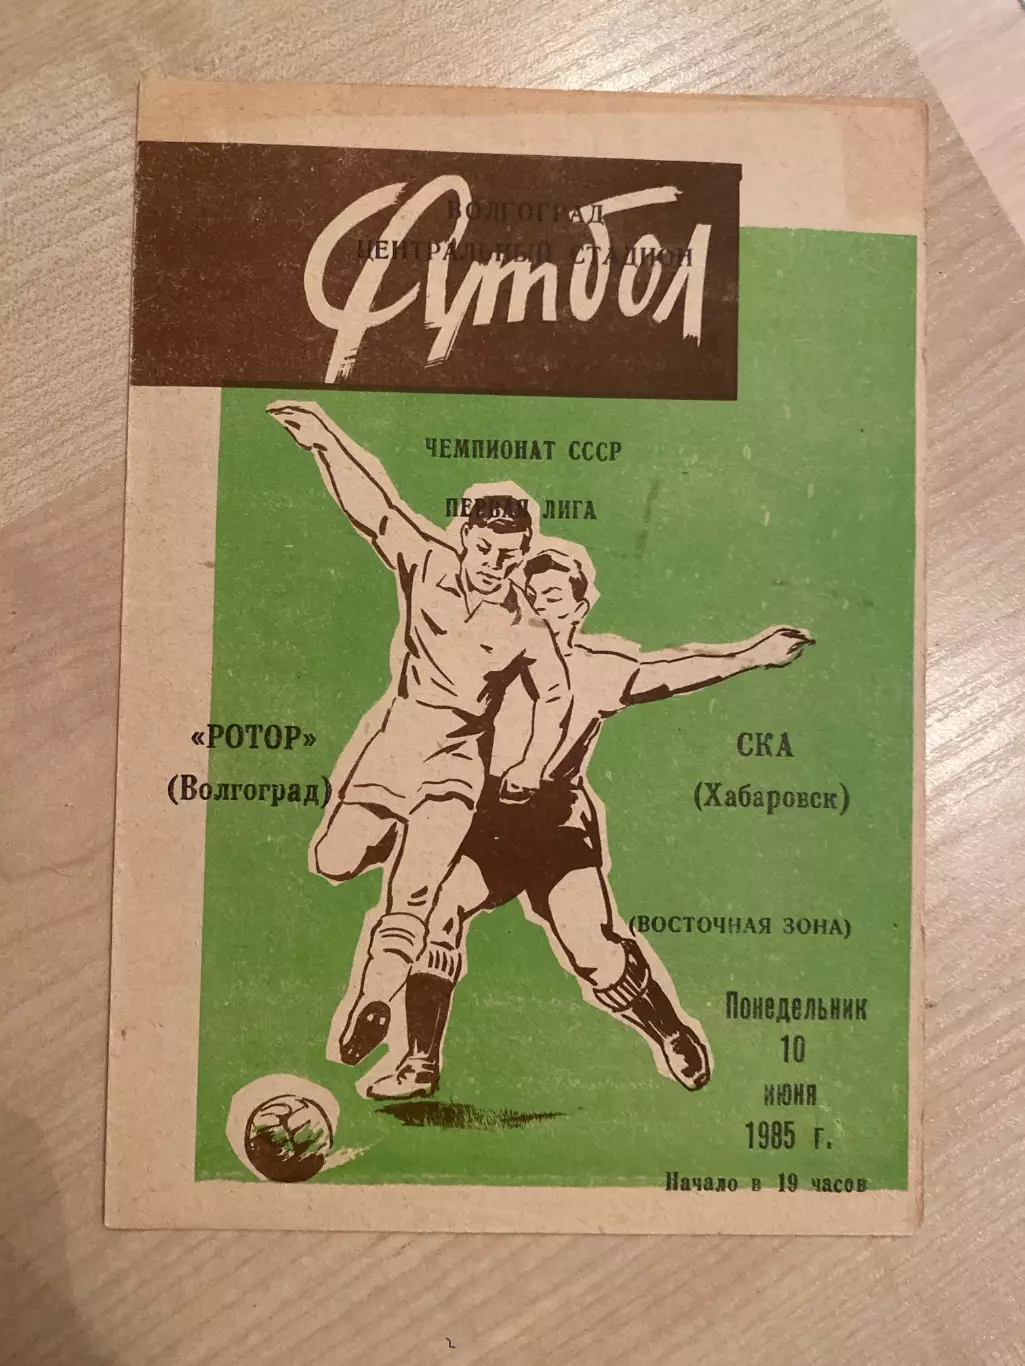 ВОЛГОГРАД
ЦЕНТРАЛЬНЫЙ СТАДИОН
Футбол
ЧЕМПИОНАТ СССР
ПЕРВАЯ ЛИГА
«РОТОР»
(Волгоград)
СКА
(Хабаровск)
(ВОСТОЧНАЯ ЗОНА)
Понедельник
10
июня
1985 г.
Начало в 19 часов